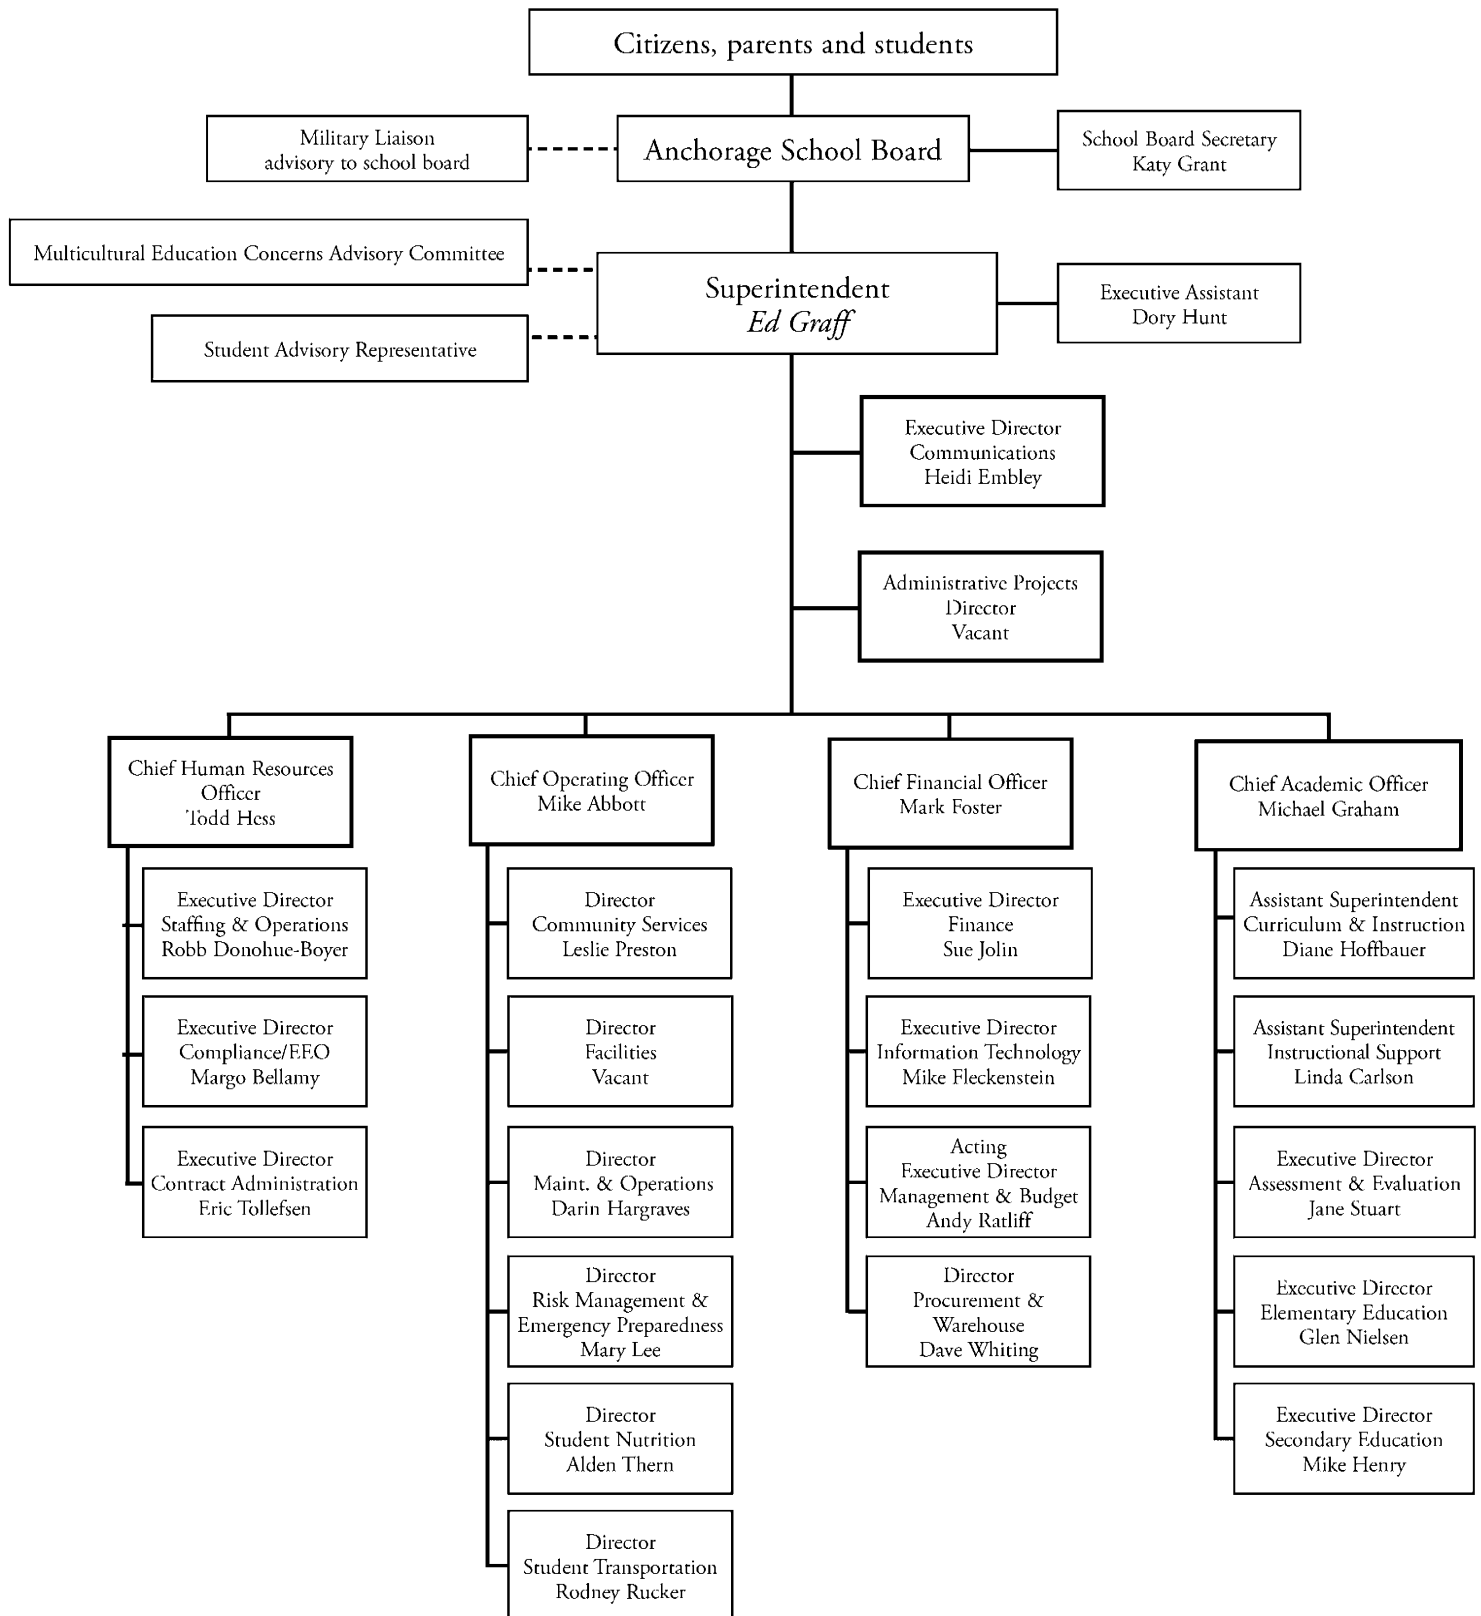 Citizens, parents and students
Military Liaison
advisory to school board
Anchorage School Board
School Board Secretary
Katy Grant
Multicultural Education Concerns Advisory Committee
Superintendent
Ed Graff
Executive Assistant
Dory Hunt
Student Advisory Representative
Executive Director
Communications
Heidi Embley
Administrative Projects
Director
Vacant
Chief Human Resources
Officer
Todd Hess
Executive Director
Staffing & Operations
Robb Donohue-Boyer
Executive Director
Compliance/EEO
Margo Bellamy
Executive Director
Contract Administration
Eric Tollefsen
Chief Operating Officer
Mike Abbott
Director
Community Services
Leslie Preston
Director
Facilities
Vacant
Director
Maint. & Operations
Darin Hargraves
Director
Risk Management &
Emergency Preparedness
Mary Lee
Director
Student Nutrition
Alden Thern
Director
Student Transportation
Rodney Rucker
Chief Financial Officer
Mark Foster
Executive Director
Finance
Sue Jolin
Executive Director
Information Technology
Mike Fleckenstein
Acting
Executive Director
Management & Budget
Andy Ratliff
Director
Procurement &
Warehouse
Dave Whiting
Chief Academic Officer
Michael Graham
Assistant Superintendent
Curriculum & Instruction
Diane Hoffbauer
Assistant Superintendent
Instructional Support
Linda Carlson
Executive Director
Assessment & Evaluation
Jane Stuart
Executive Director
Elementary Education
Glen Nielsen
Executive Director
Secondary Education
Mike Henry